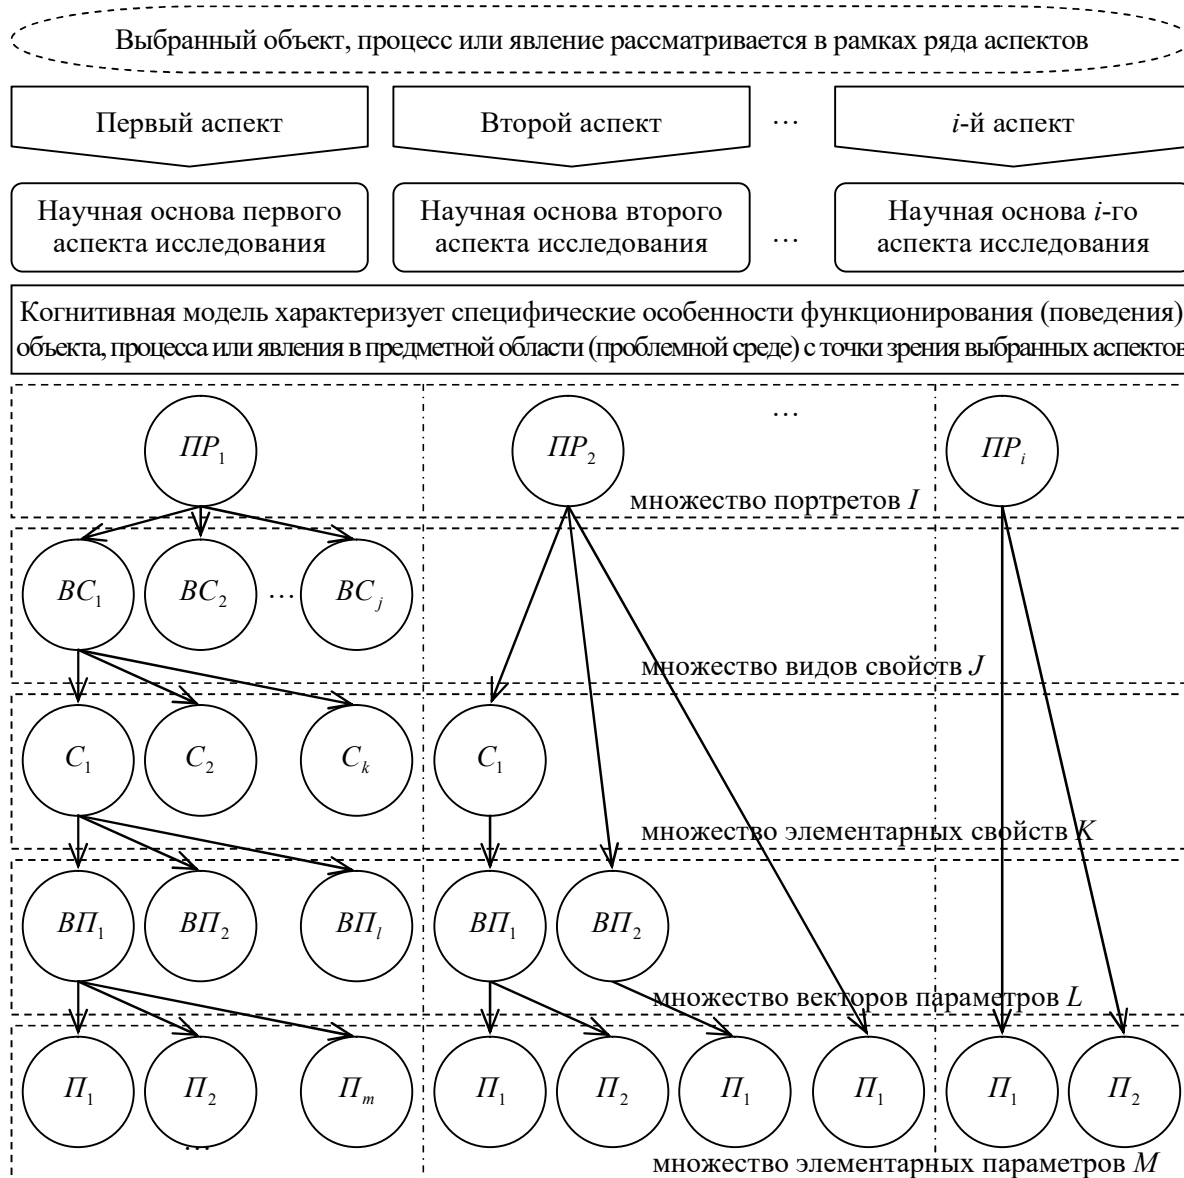 Выбранный объект, процесс или явление рассматривается в рамках ряда аспектов
Первый аспект
Второй аспект
...
i-й аспект
Научная основа первого
аспекта исследования
Научная основа второго
аспекта исследования
...
Научная основа i-го
аспекта исследования
Когнитивная модель характеризует специфические особенности функционирования (поведения)
объекта, процесса или явления в предметной области (проблемной среде) с точки зрения выбранных аспектов
...
ПР1
ПР2
ПРi
множество портретов I
ВС1
ВС2
...
ВСj
множество видов свойств J
С1
С2
Сk
С1
множество элементарных свойств K
ВП1
ВП2
ВПl
ВП1
ВП2
множество векторов параметров L
П1
П2
Пm
П1
П2
П1
П1
П1
П2
...
множество элементарных параметров M